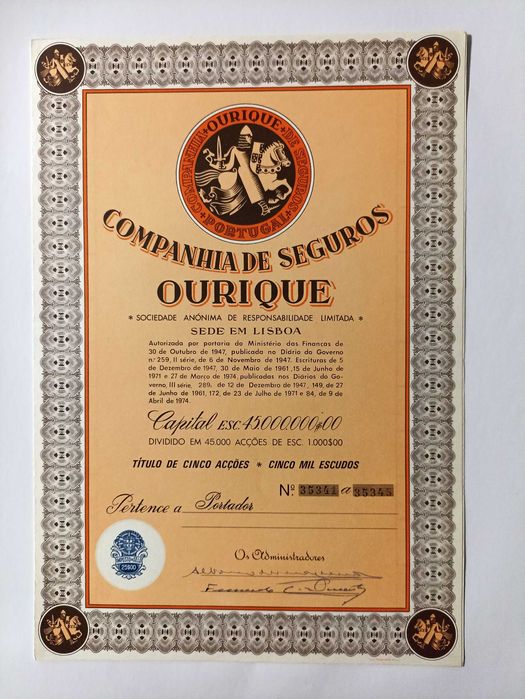 COMPANHIA OURIQUE DE SEGUROS
PORTUGAL
COMPANHIA DE SEGUROS
OURIQUE
* SOCIEDADE ANÓNIMA DE RESPONSABILIDADE LIMITADA *
SEDE EM LISBOA
Autorizada por portaria do Ministério das Finanças de
30 de Outubro de 1947, publicada no Diário do Governo
nº 259, II série, de 6 de Novembro de 1947. Escrituras de 5
de Dezembro de 1947, 30 de Maio de 1961, 15 de Junho de
1971 e 27 de Março de 1974, publicadas nos Diários do Go-
verno, III série, 289, de 12 de Dezembro de 1947, 149, de 27
de Junho de 1961, 172, de 23 de Julho de 1971 e 84, de 9 de
Abril de 1974.
Capital ESC. 45.000.000$00
DIVIDIDO EM 45.000 ACÇÕES DE ESC. 1.000$00
TÍTULO DE CINCO ACÇÕES * CINCO MIL ESCUDOS
Nº 35341 a 35345
Pertence a Portador
25$00
Os Administradores